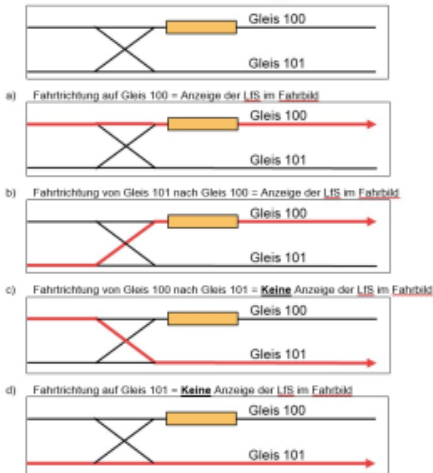 Gleis 100
Gleis 101
a) Fahrtrichtung auf Gleis 100 = Anzeige der LfS im Fahrbild
Gleis 100
Gleis 101
b) Fahrtrichtung von Gleis 101 nach Gleis 100 = Anzeige der LfS im Fahrbild
Gleis 100
Gleis 101
c) Fahrtrichtung von Gleis 100 nach Gleis 101 = Keine Anzeige der LfS im Fahrbild
Gleis 100
Gleis 101
d) Fahrtrichtung auf Gleis 101 = Keine Anzeige der LfS im Fahrbild
Gleis 100
Gleis 101